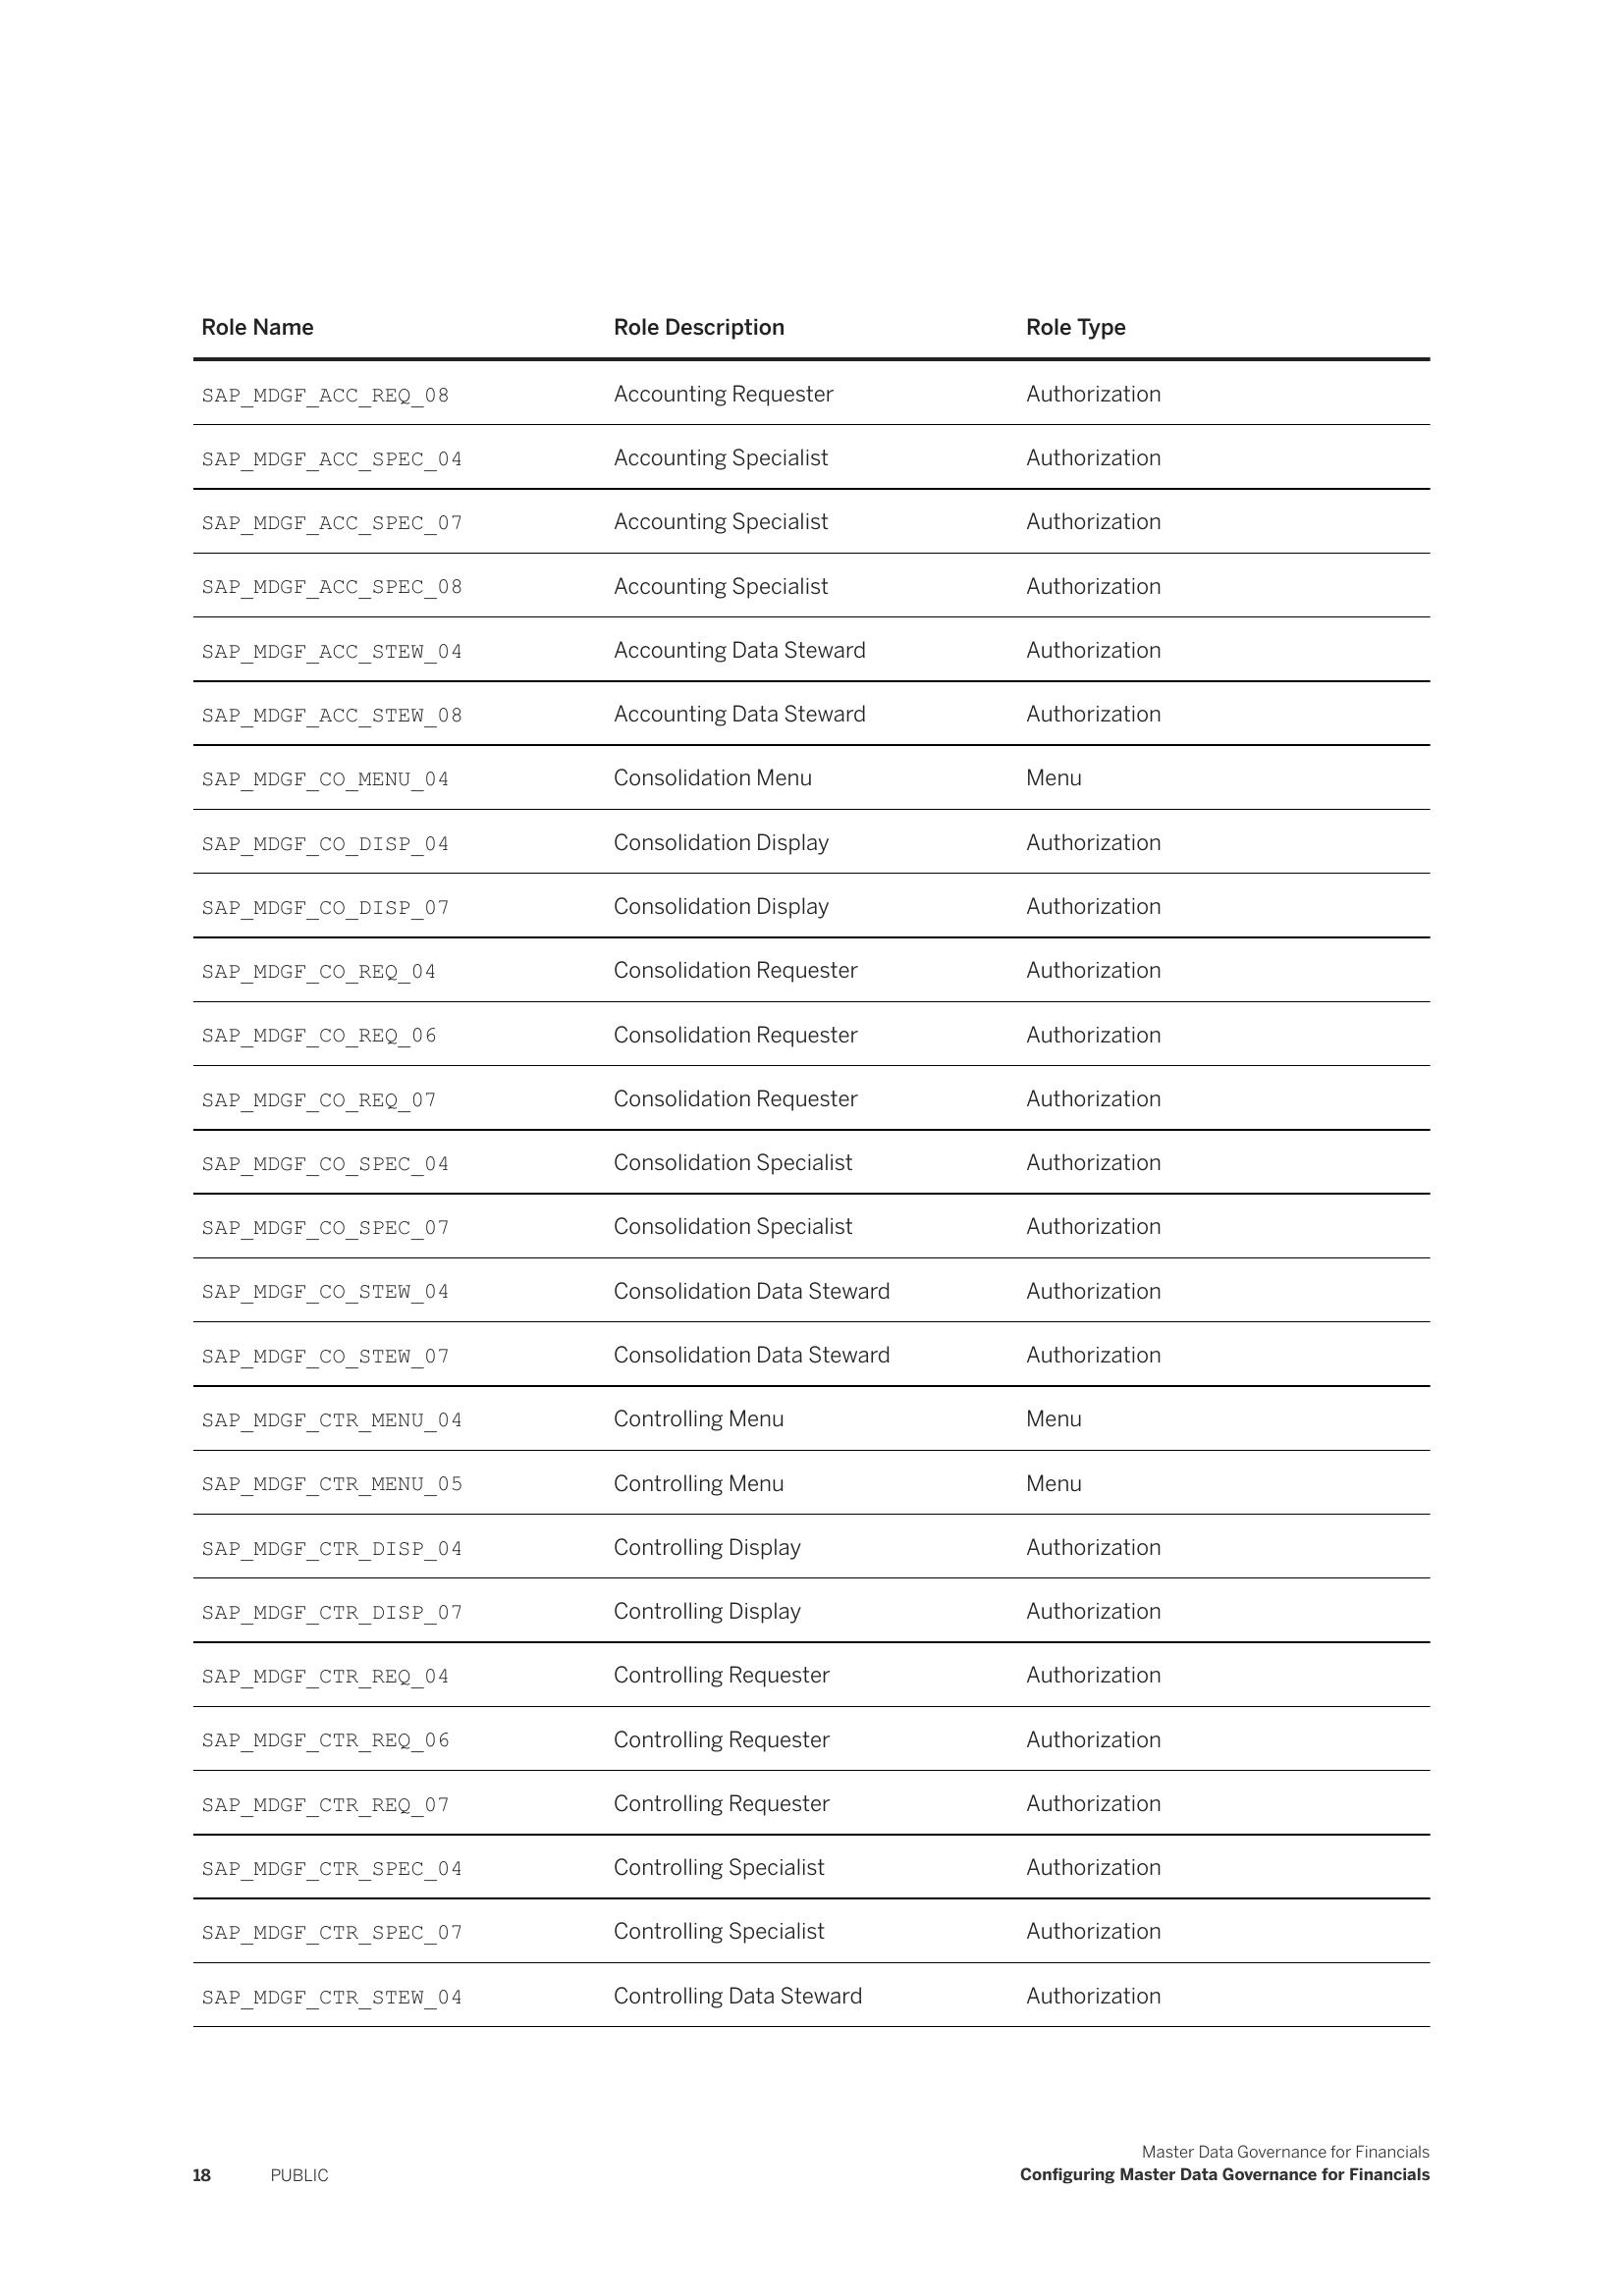 Role Name Role Description Role Type
SAP_MDGF_ACC_REQ_08 Accounting Requester Authorization
SAP_MDGF_ACC_SPEC_04 Accounting Specialist Authorization
SAP_MDGF_ACC_SPEC_07 Accounting Specialist Authorization
SAP_MDGF_ACC_SPEC_08 Accounting Specialist Authorization
SAP_MDGF_ACC_STEW_04 Accounting Data Steward Authorization
SAP_MDGF_ACC_STEW_08 Accounting Data Steward Authorization
SAP_MDGF_CO_MENU_04 Consolidation Menu Menu
SAP_MDGF_CO_DISP_04 Consolidation Display Authorization
SAP_MDGF_CO_DISP_07 Consolidation Display Authorization
SAP_MDGF_CO_REQ_04 Consolidation Requester Authorization
SAP_MDGF_CO_REQ_06 Consolidation Requester Authorization
SAP_MDGF_CO_REQ_07 Consolidation Requester Authorization
SAP_MDGF_CO_SPEC_04 Consolidation Specialist Authorization
SAP_MDGF_CO_SPEC_07 Consolidation Specialist Authorization
SAP_MDGF_CO_STEW_04 Consolidation Data Steward Authorization
SAP_MDGF_CO_STEW_07 Consolidation Data Steward Authorization
SAP_MDGF_CTR_MENU_04 Controlling Menu Menu
SAP_MDGF_CTR_MENU_05 Controlling Menu Menu
SAP_MDGF_CTR_DISP_04 Controlling Display Authorization
SAP_MDGF_CTR_DISP_07 Controlling Display Authorization
SAP_MDGF_CTR_REQ_04 Controlling Requester Authorization
SAP_MDGF_CTR_REQ_06 Controlling Requester Authorization
SAP_MDGF_CTR_REQ_07 Controlling Requester Authorization
SAP_MDGF_CTR_SPEC_04 Controlling Specialist Authorization
SAP_MDGF_CTR_SPEC_07 Controlling Specialist Authorization
SAP_MDGF_CTR_STEW_04 Controlling Data Steward Authorization
Master Data Governance for Financials
18 PUBLIC Configuring Master Data Governance for Financials